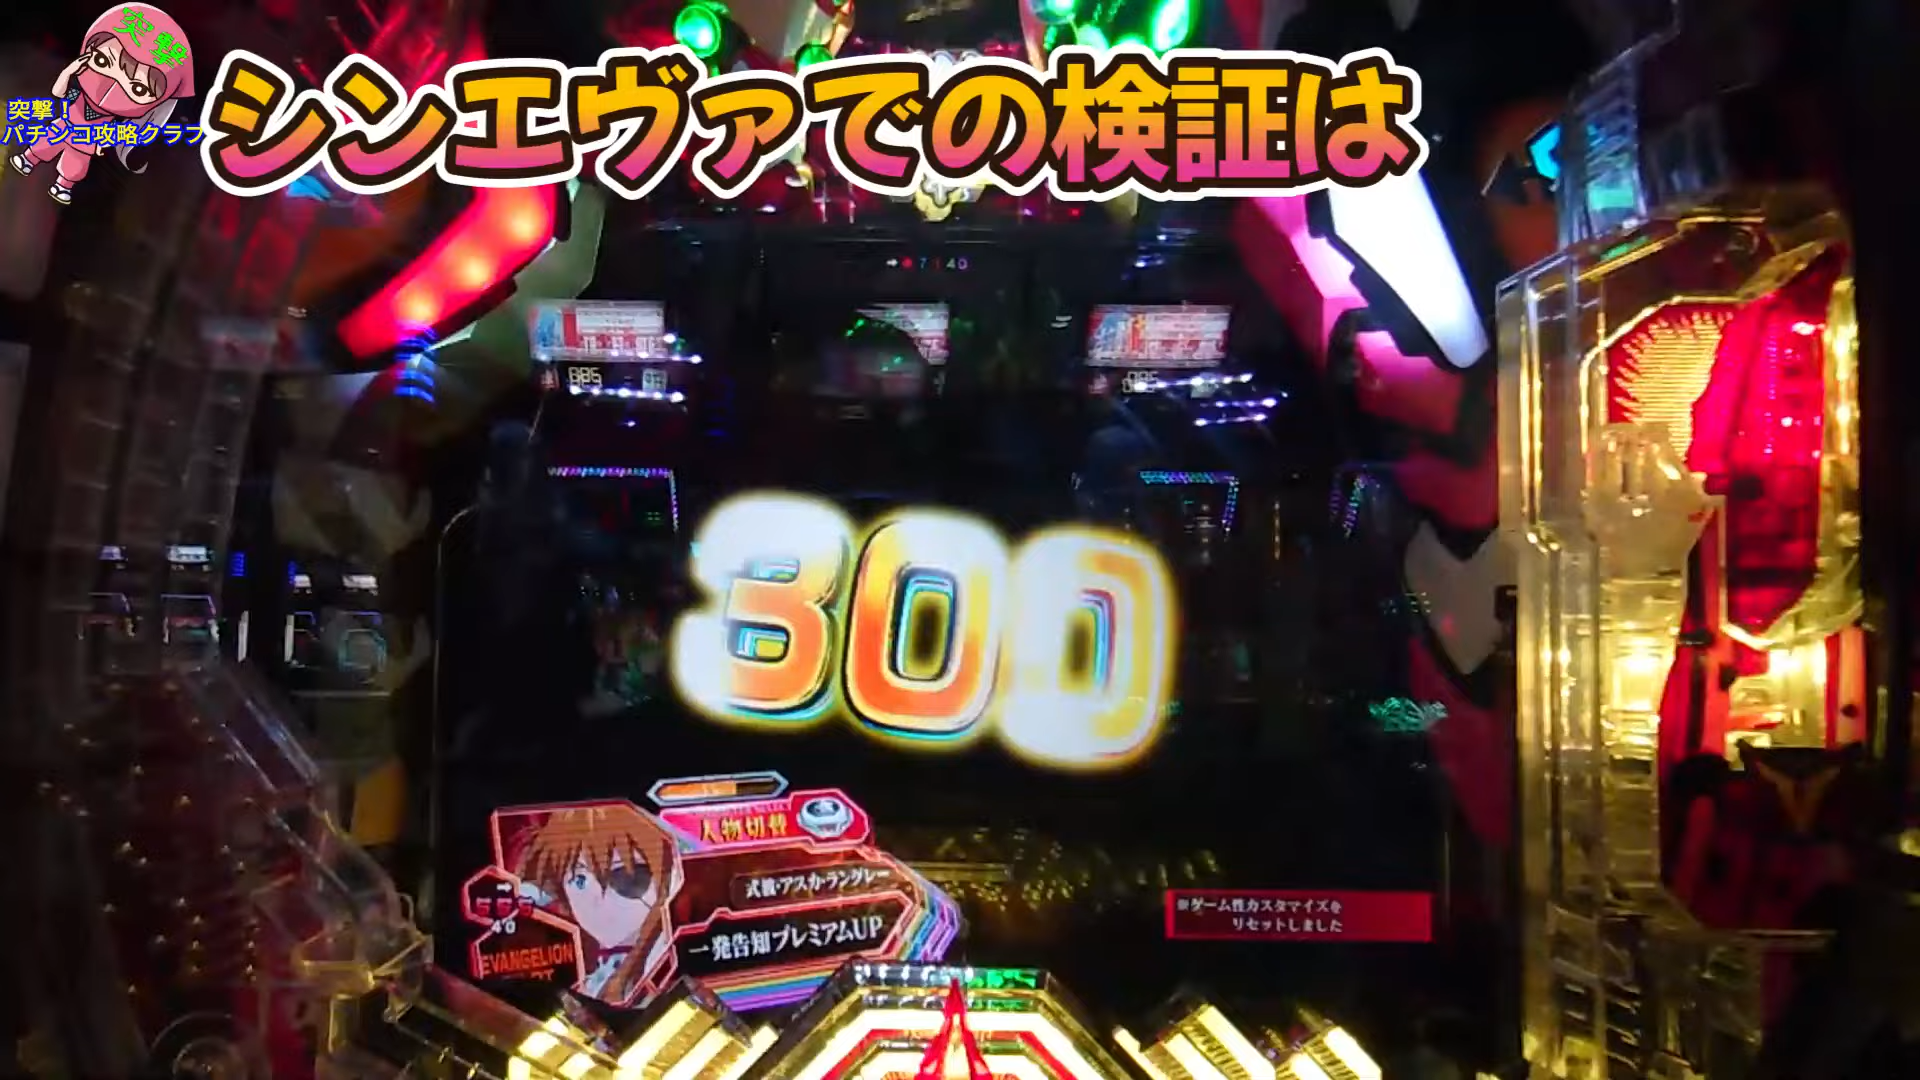 シンエヴァでの検証は
突撃
突撃！
パチンコ攻略クラブ
7 40
300
人物切替
式波・アスカ・ラングレー
一発告知プレミアムUP
40
EVANGELION
※ゲーム性カスタマイズを
リセットしました